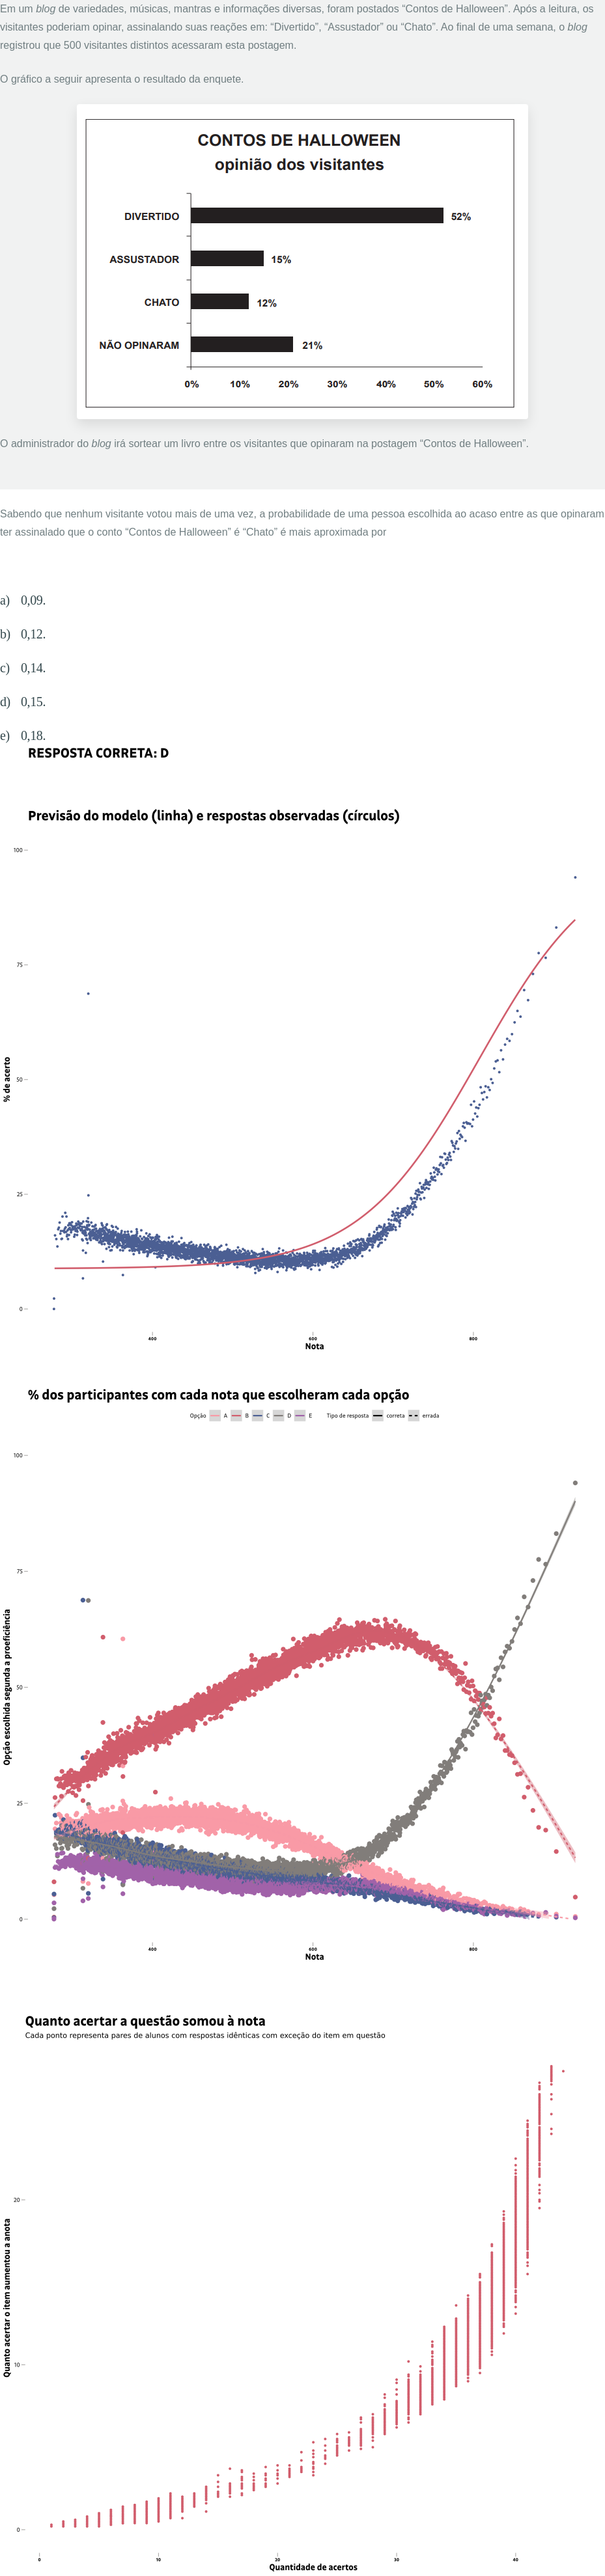 Em um blog de variedades, músicas, mantras e informações diversas, foram postados “Contos de Halloween”. Após a leitura, os
visitantes poderiam opinar, assinalando suas reações em: “Divertido”, “Assustador” ou “Chato”. Ao final de uma semana, o blog
registrou que 500 visitantes distintos acessaram esta postagem.
O gráfico a seguir apresenta o resultado da enquete.
CONTOS DE HALLOWEEN
opinião dos visitantes
DIVERTIDO 52%
ASSUSTADOR 15%
CHATO 12%
NÃO OPINARAM 21%
0% 10% 20% 30% 40% 50% 60%
O administrador do blog irá sortear um livro entre os visitantes que opinaram na postagem “Contos de Halloween”.
Sabendo que nenhum visitante votou mais de uma vez, a probabilidade de uma pessoa escolhida ao acaso entre as que opinaram
ter assinalado que o conto “Contos de Halloween” é “Chato” é mais aproximada por
a) 0,09.
b) 0,12.
c) 0,14.
d) 0,15.
e) 0,18.
RESPOSTA CORRETA: D
Previsão do modelo (linha) e respostas observadas (círculos)
100
75
50
25
0
% de acerto
400 600 800
Nota
% dos participantes com cada nota que escolheram cada opção
Opção A B C D E Tipo de resposta correta errada
100
75
50
25
0
Opção escolhida segunda a proeficiência
400 600 800
Nota
Quanto acertar a questão somou à nota
Cada ponto representa pares de alunos com respostas idênticas com exceção do item em questão
20
10
0
Quanto acertar o item aumentou a anota
0 10 20 30 40
Quantidade de acertos